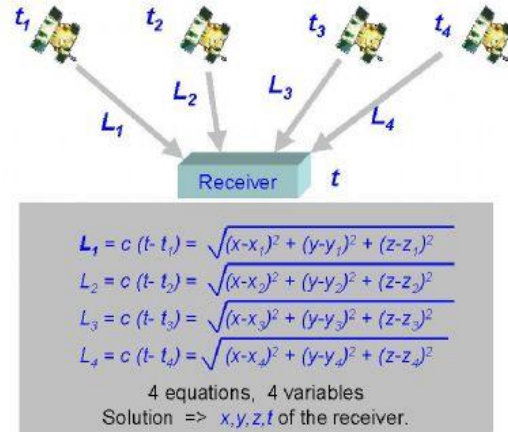 t₁ t₂ t₃ t₄
L₁ L₂ L₃ L₄
Receiver t
L₁ = c (t- t₁) = √(x-x₁)² + (y-y₁)² + (z-z₁)²
L₂ = c (t- t₂) = √(x-x₂)² + (y-y₂)² + (z-z₂)²
L₃ = c (t- t₃) = √(x-x₃)² + (y-y₃)² + (z-z₃)²
L₄ = c (t- t₄) = √(x-x₄)² + (y-y₄)² + (z-z₄)²
4 equations, 4 variables
Solution => x,y,z,t of the receiver.